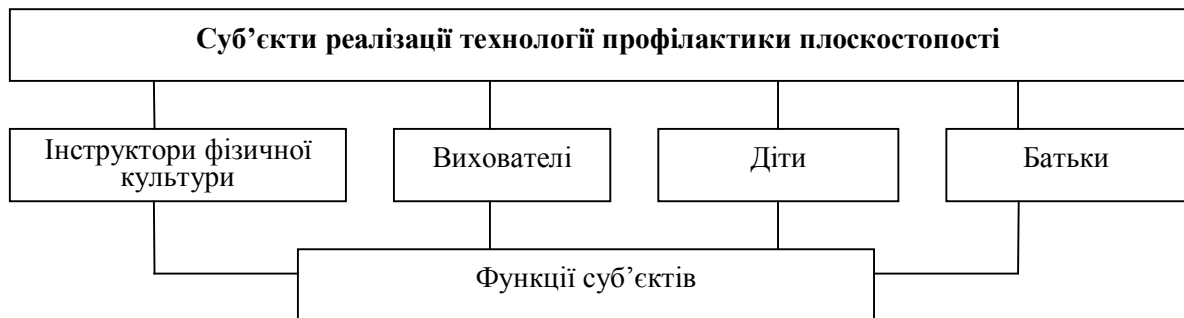 Суб’єкти реалізації технології профілактики плоскостопості
Інструктори фізичної
культури
Вихователі
Діти
Батьки
Функції суб’єктів